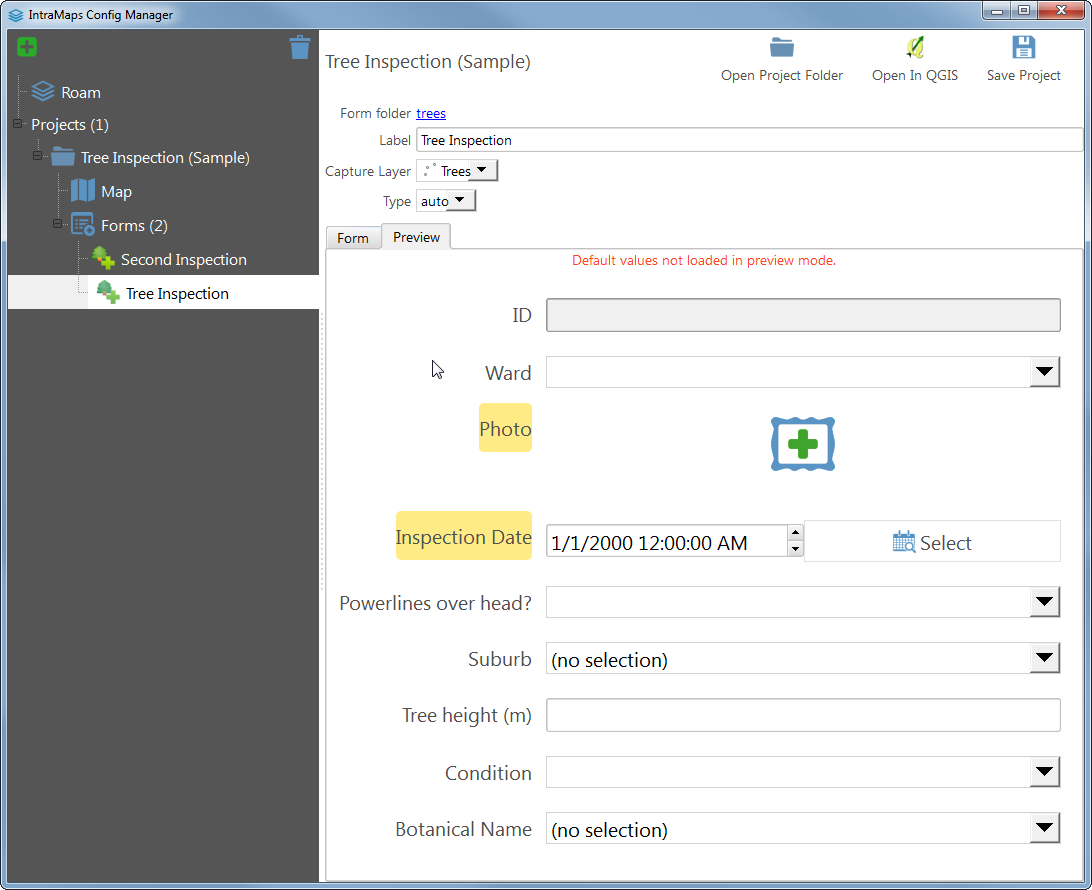 IntraMaps Config Manager
Roam
Projects (1)
Tree Inspection (Sample)
Map
Forms (2)
Second Inspection
Tree Inspection
Tree Inspection (Sample)
Open Project Folder
Open In QGIS
Save Project
Form folder trees
Label Tree Inspection
Capture Layer Trees
Type auto
Form Preview
Default values not loaded in preview mode.
ID
Ward
Photo
Inspection Date 1/1/2000 12:00:00 AM Select
Powerlines over head?
Suburb (no selection)
Tree height (m)
Condition
Botanical Name (no selection)